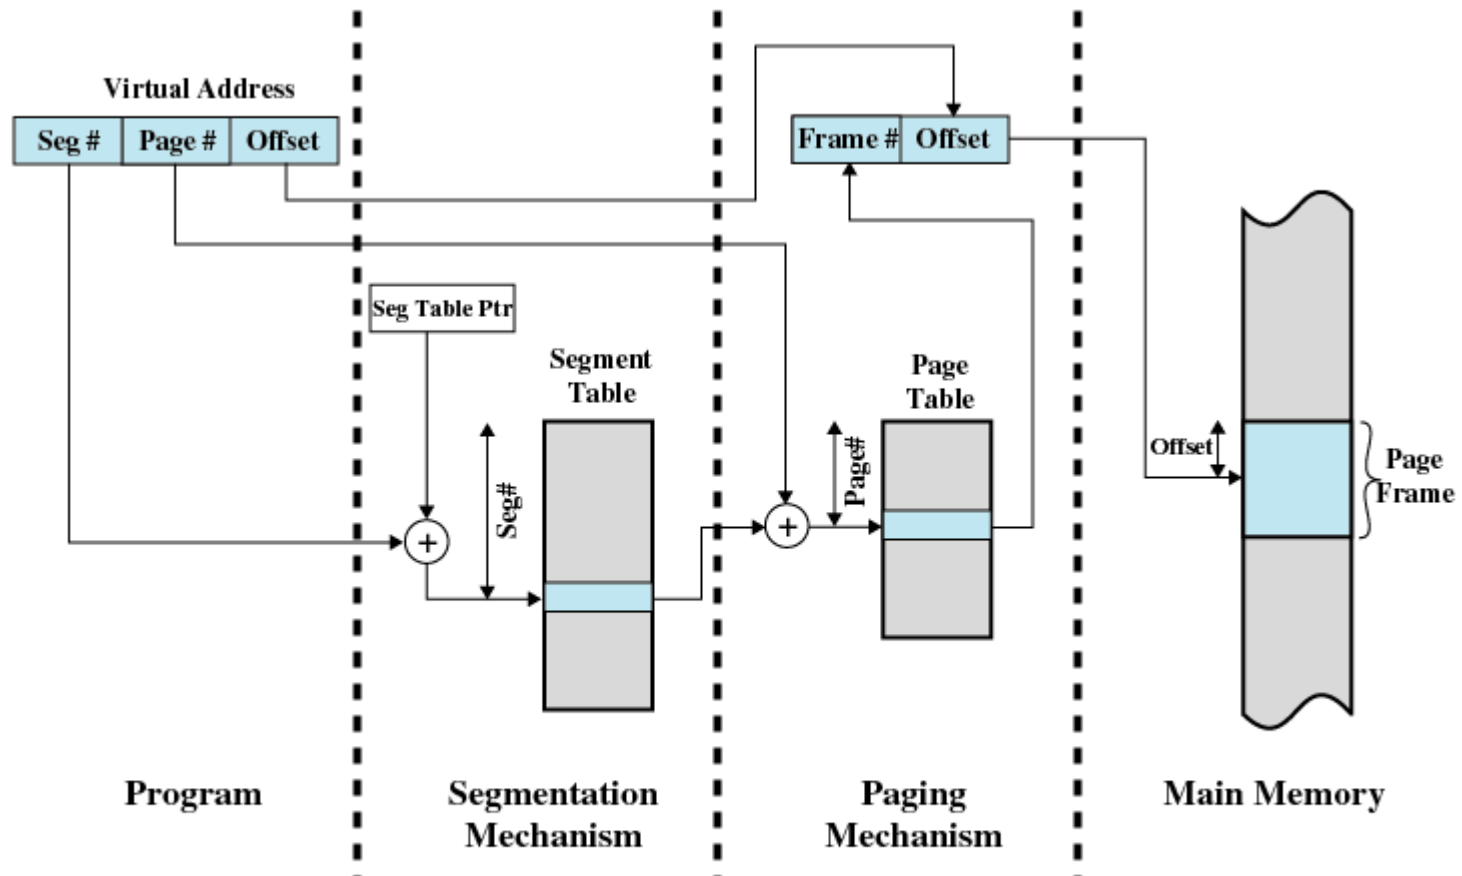 Virtual Address
Seg # Page # Offset
Frame # Offset
Seg Table Ptr
Segment
Table
Page
Table
Seg#
Page#
Offset
Page
Frame
+
+
Program
Segmentation
Mechanism
Paging
Mechanism
Main Memory